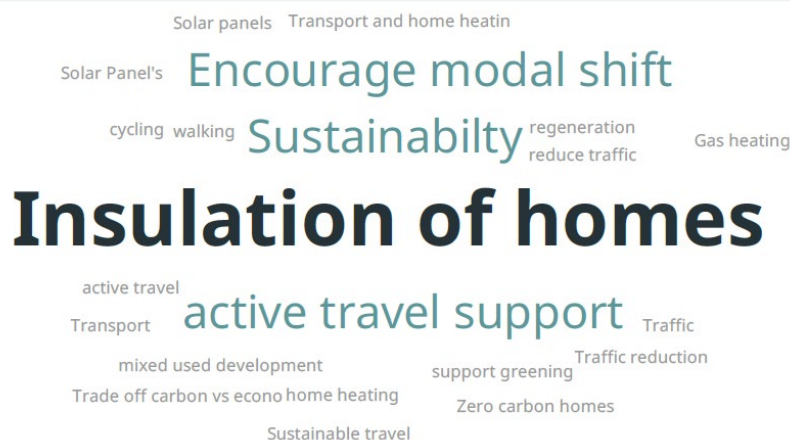 Solar panels Transport and home heatin
Solar Panel's Encourage modal shift
cycling walking Sustainabilty regeneration
reduce traffic Gas heating
Insulation of homes
active travel
Transport active travel support Traffic
mixed used development support greening Traffic reduction
Trade off carbon vs econo home heating Zero carbon homes
Sustainable travel